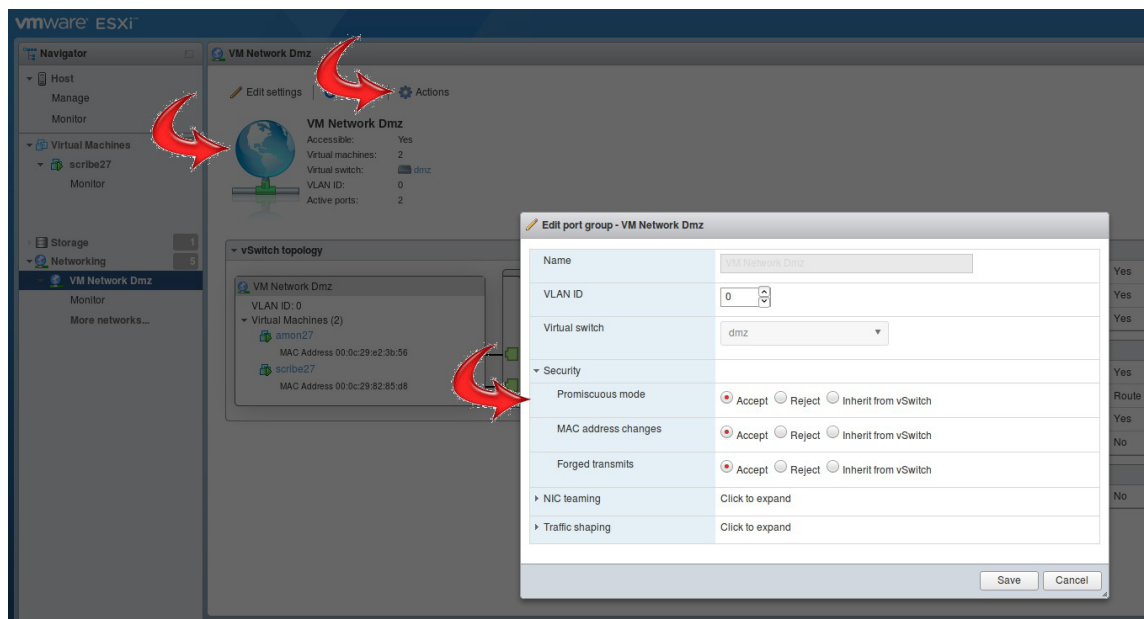 vmware ESXi™
Navigator
Host
Manage
Monitor
Virtual Machines
scribe27
Monitor
Storage 1
Networking 5
VM Network Dmz
Monitor
More networks...
VM Network Dmz
Edit settings
Actions
VM Network Dmz
Accessible: Yes
Virtual machines: 2
Virtual switch: dmz
VLAN ID: 0
Active ports: 2
vSwitch topology
VM Network Dmz
VLAN ID: 0
Virtual Machines (2)
amon27
MAC Address 00:0c:29:e2:3b:56
scribe27
MAC Address 00:0c:29:82:85:d8
Edit port group - VM Network Dmz
Name VM Network Dmz
VLAN ID 0
Virtual switch dmz
Security
Promiscuous mode Accept Reject Inherit from vSwitch
MAC address changes Accept Reject Inherit from vSwitch
Forged transmits Accept Reject Inherit from vSwitch
NIC teaming Click to expand
Traffic shaping Click to expand
Save Cancel
Yes
Yes
Yes
Yes
Route
Yes
No
No